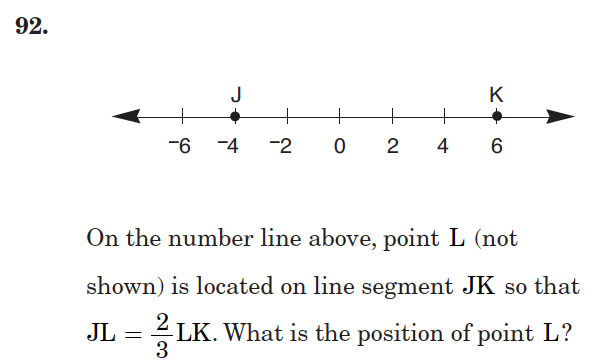 92.
J K
−6 −4 −2 0 2 4 6
On the number line above, point L (not
shown) is located on line segment JK so that
JL = 2/3 LK. What is the position of point L?